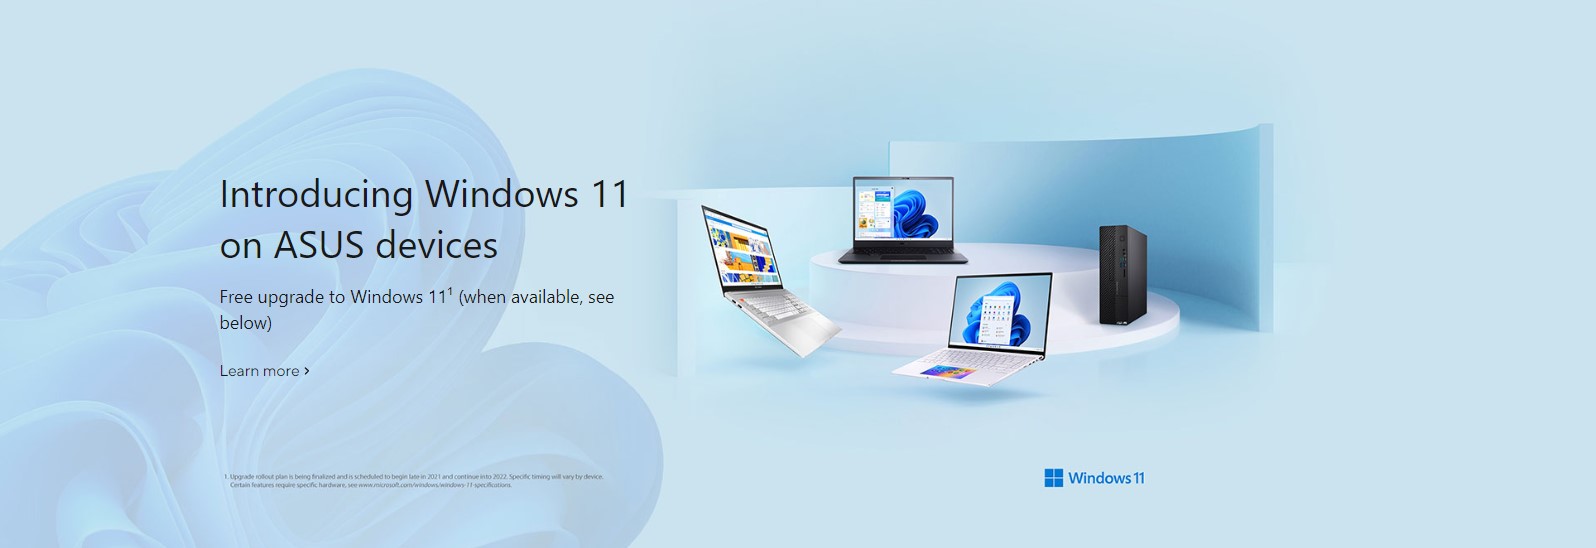 Introducing Windows 11
on ASUS devices
Free upgrade to Windows 11¹ (when available, see
below)
Learn more ›
1. Upgrade rollout plan is being finalized and is scheduled to begin late in 2021 and continue into 2022. Specific timing will vary by device.
Certain features require specific hardware, see www.microsoft.com/windows/windows-11-specifications.
Windows 11